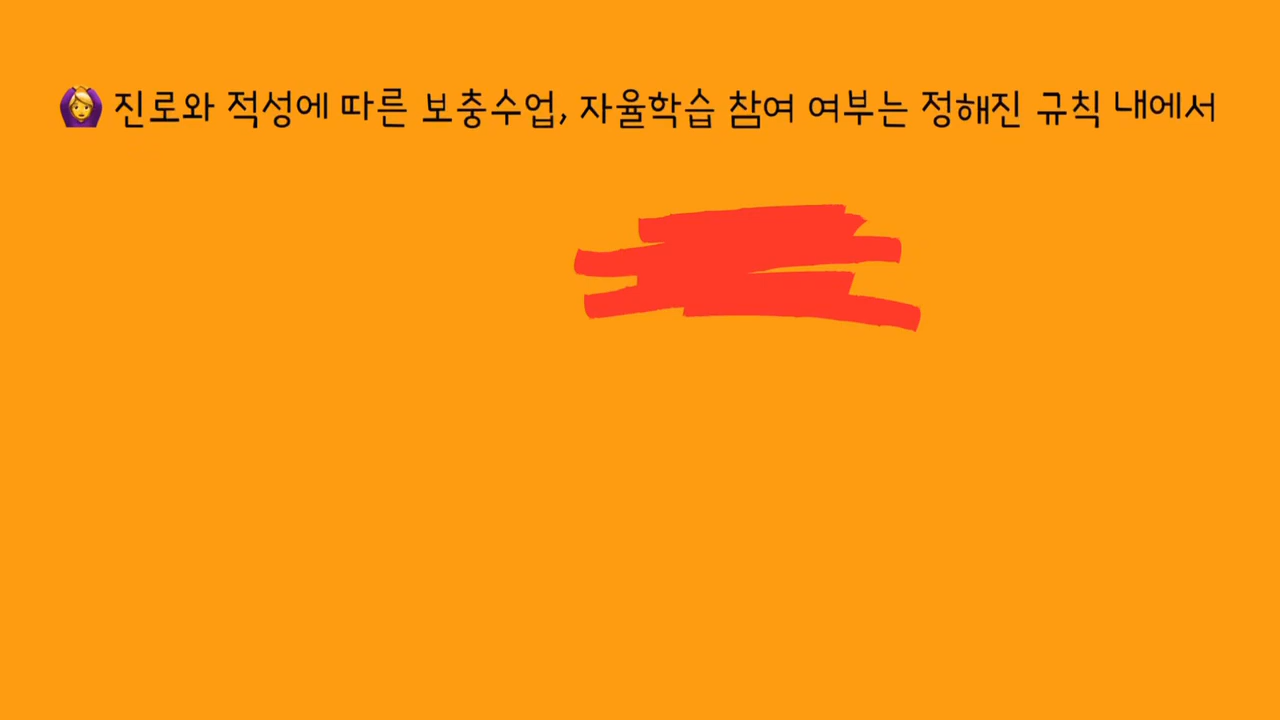 🙆‍♀️ 진로와 적성에 따른 보충수업, 자율학습 참여 여부는 정해진 규칙 내에서